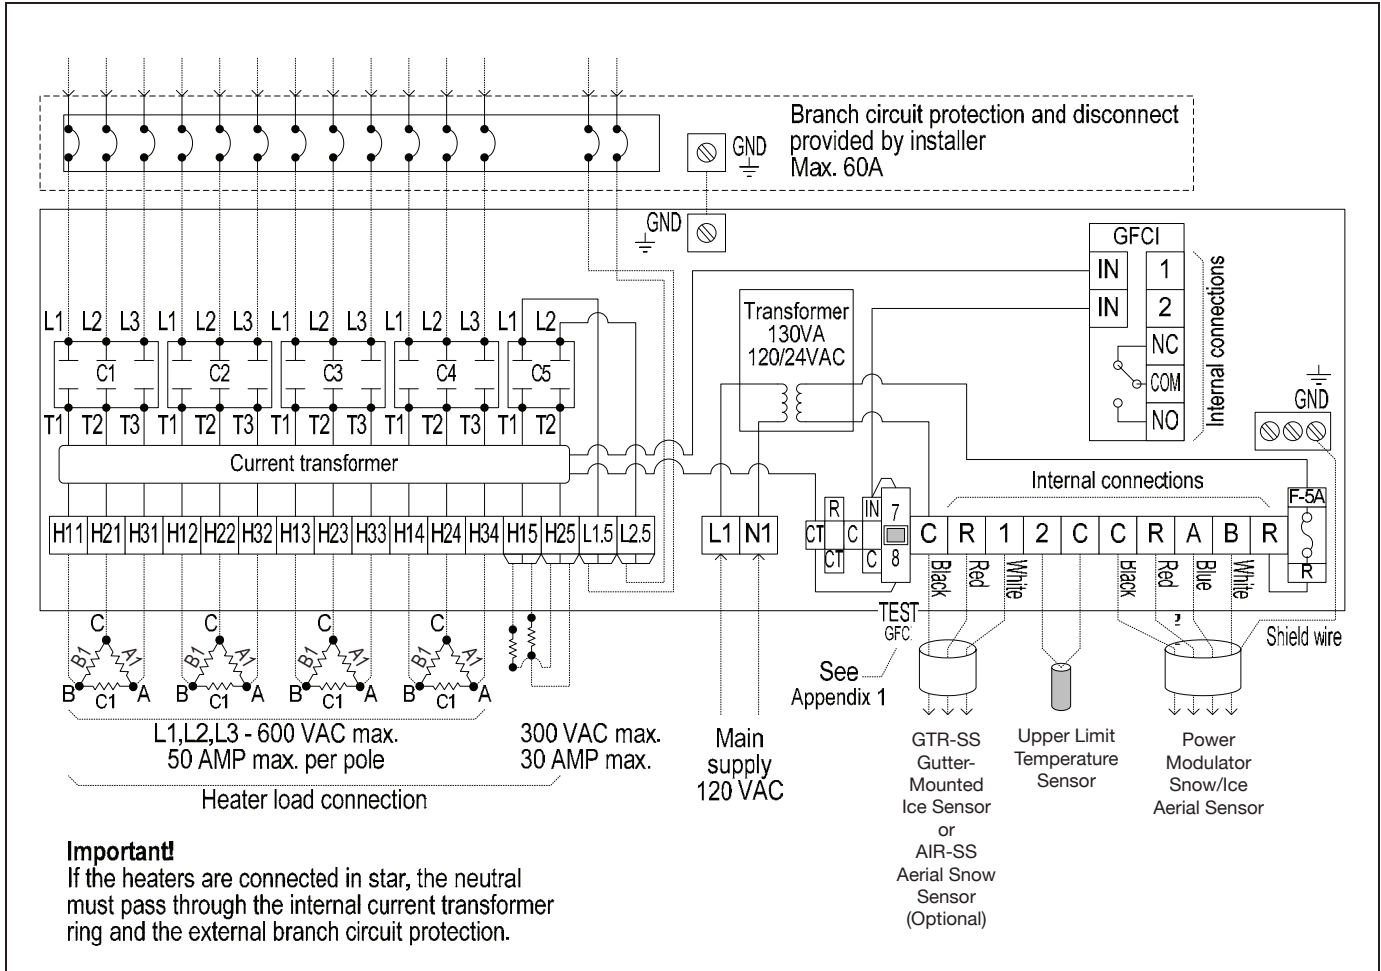 Branch circuit protection and disconnect
provided by installer
Max. 60A
GND
GND
GFCI
IN 1
IN 2
NC
COM
NO
Internal connections
Transformer
130VA
120/24VAC
L1 L2 L3 L1 L2 L3 L1 L2 L3 L1 L2 L3 L1 L2
C1 C2 C3 C4 C5
T1 T2 T3 T1 T2 T3 T1 T2 T3 T1 T2 T3 T1 T2
GND
Current transformer
Internal connections
F-5A
R
H11 H21 H31 H12 H22 H32 H13 H23 H33 H14 H24 H34 H15 H25 L1.5 L2.5
L1 N1
R IN 7
CT C
CT C 8
C R 1 2 C C R A B R
Black Red White Black Red Blue White
TEST
GFC
Shield wire
C C C C
B1 A1 B1 A1 B1 A1 B1 A1
B C1 A B C1 A B C1 A B C1 A
See
Appendix 1
L1,L2,L3 - 600 VAC max.
50 AMP max. per pole
300 VAC max.
30 AMP max.
Heater load connection
Main
supply
120 VAC
GTR-SS
Gutter-
Mounted
Ice Sensor
or
AIR-SS
Aerial Snow
Sensor
(Optional)
Upper Limit
Temperature
Sensor
Power
Modulator
Snow/Ice
Aerial Sensor
Important!
If the heaters are connected in star, the neutral
must pass through the internal current transformer
ring and the external branch circuit protection.